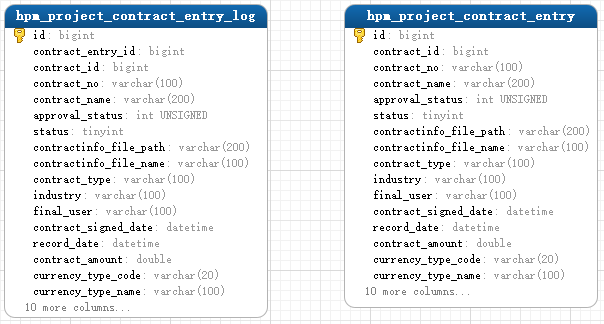 hpm_project_contract_entry_log
id: bigint
contract_entry_id: bigint
contract_id: bigint
contract_no: varchar(100)
contract_name: varchar(200)
approval_status: int UNSIGNED
status: tinyint
contractinfo_file_path: varchar(200)
contractinfo_file_name: varchar(100)
contract_type: varchar(100)
industry: varchar(100)
final_user: varchar(100)
contract_signed_date: datetime
record_date: datetime
contract_amount: double
currency_type_code: varchar(20)
currency_type_name: varchar(100)
10 more columns...
hpm_project_contract_entry
id: bigint
contract_id: bigint
contract_no: varchar(100)
contract_name: varchar(200)
approval_status: int UNSIGNED
status: tinyint
contractinfo_file_path: varchar(200)
contractinfo_file_name: varchar(100)
contract_type: varchar(100)
industry: varchar(100)
final_user: varchar(100)
contract_signed_date: datetime
record_date: datetime
contract_amount: double
currency_type_code: varchar(20)
currency_type_name: varchar(100)
10 more columns...